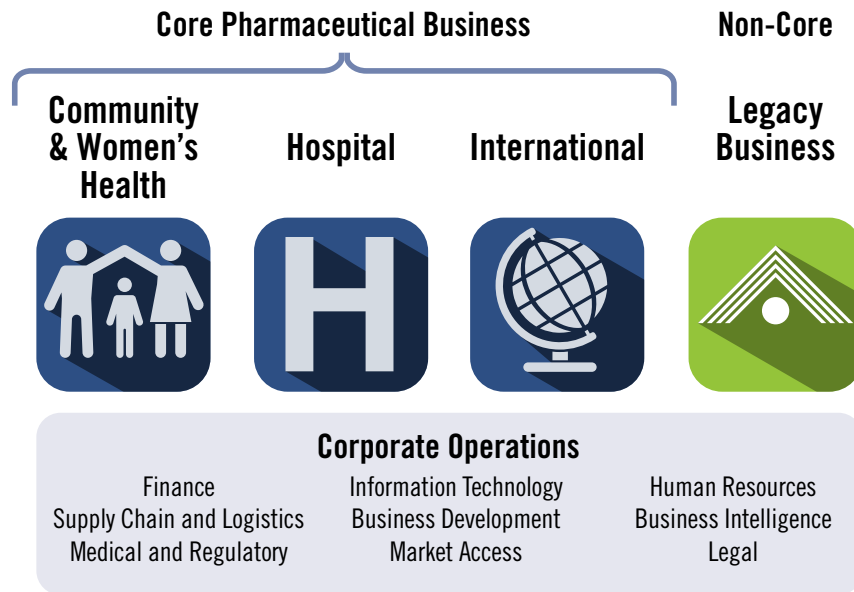 Core Pharmaceutical Business
Non-Core
Community
& Women's
Health
Hospital
International
Legacy
Business
H
Corporate Operations
Finance
Supply Chain and Logistics
Medical and Regulatory
Information Technology
Business Development
Market Access
Human Resources
Business Intelligence
Legal